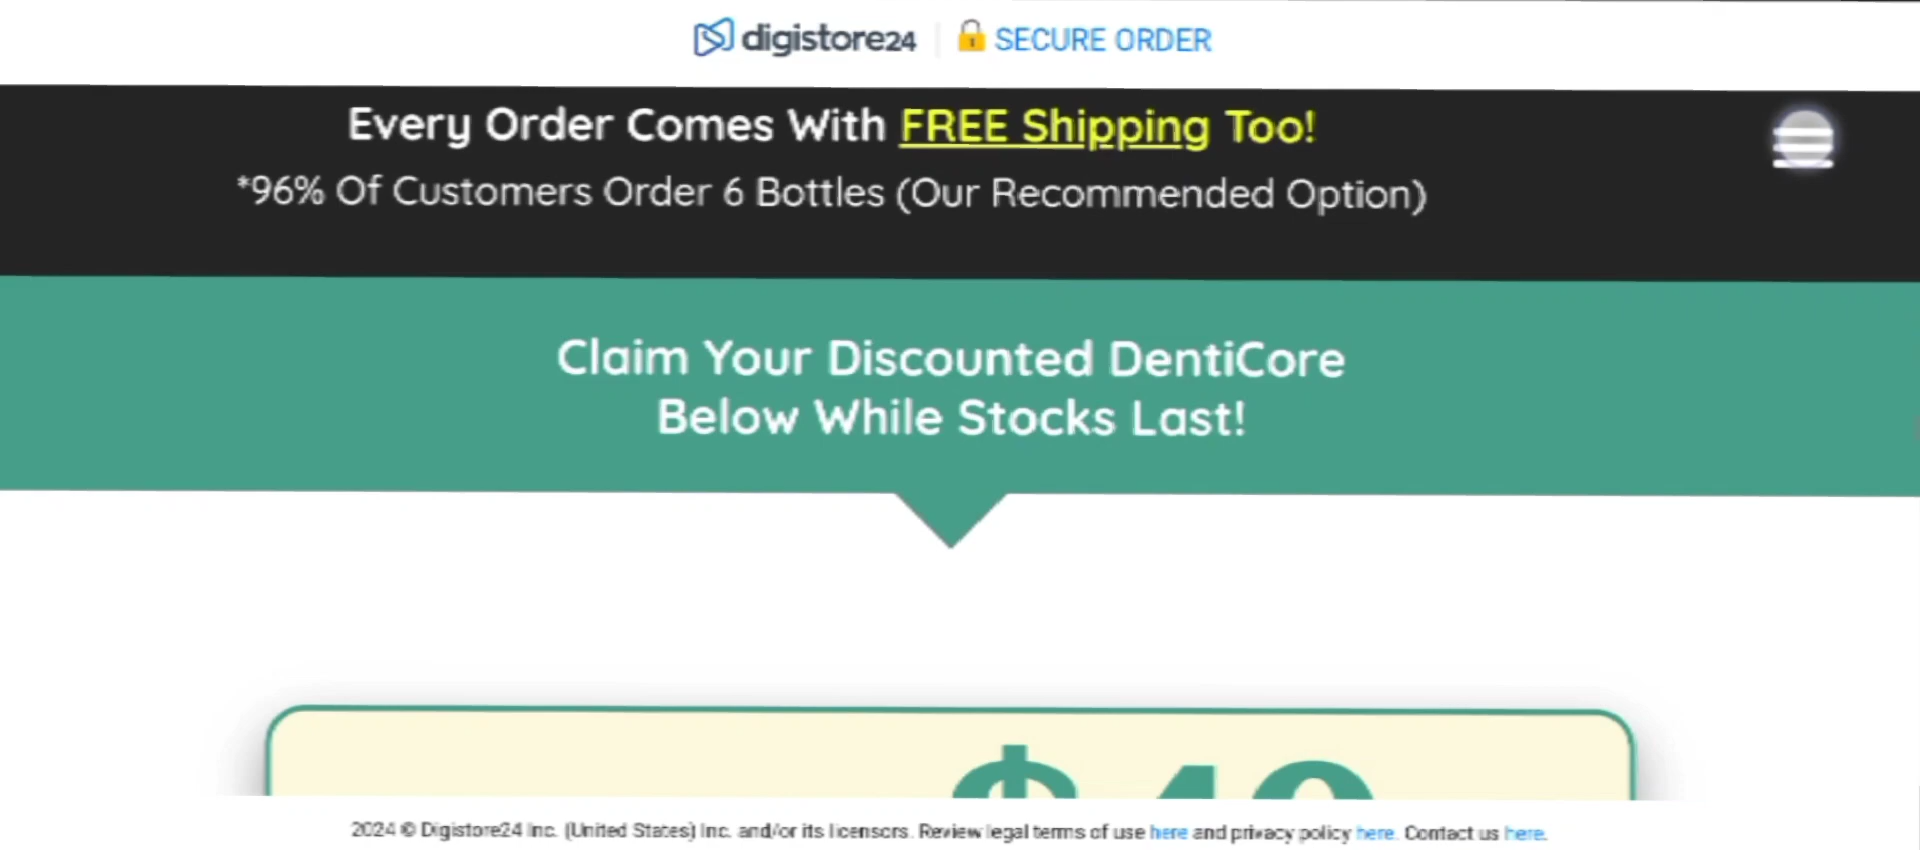 digistore24 SECURE ORDER
Every Order Comes With FREE Shipping Too!
*96% Of Customers Order 6 Bottles (Our Recommended Option)
Claim Your Discounted DentiCore
Below While Stocks Last!
2024 © Digistore24 Inc. (United States) Inc. and/or its licensors. Review legal terms of use here and privacy policy here. Contact us here.